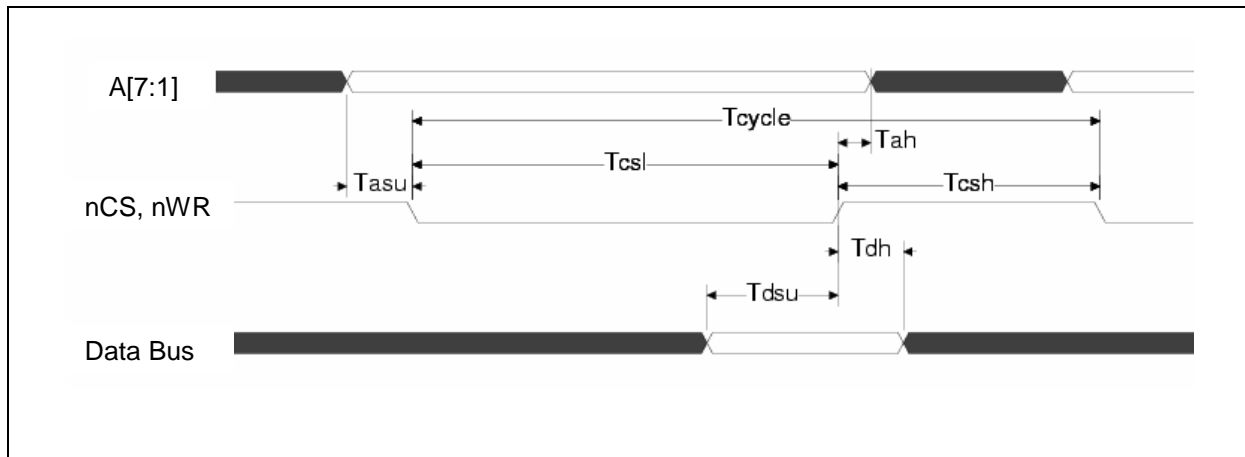 A[7:1]
Tcycle
Tah
Tcsl
Tasu
Tcsh
nCS, nWR
Tdh
Tdsu
Data Bus